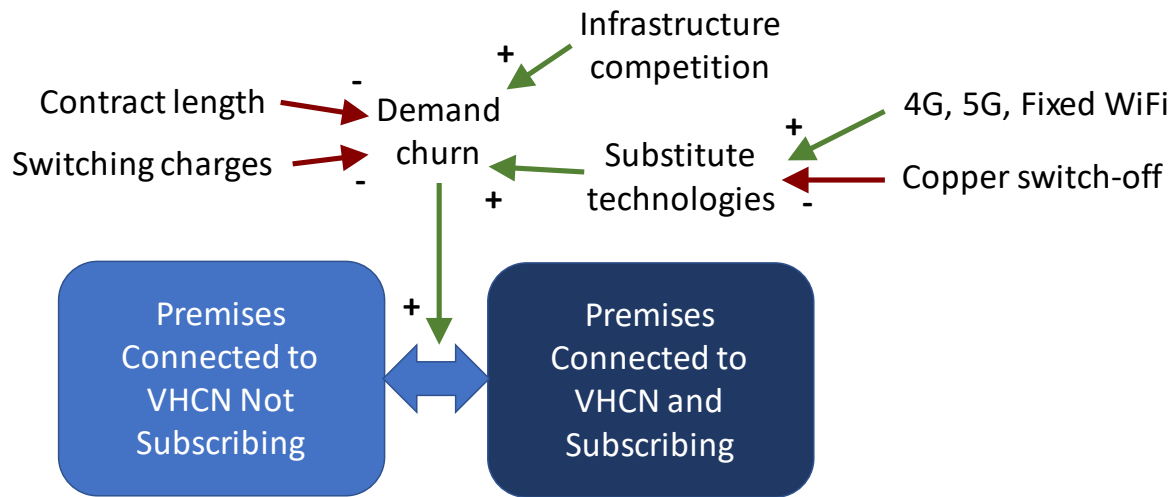 Infrastructure
competition
+
-
Contract length
Demand
churn
4G, 5G, Fixed WiFi
+
Switching charges
-
Substitute
technologies
+
Copper switch-off
-
+
Premises
Connected to
VHCN Not
Subscribing
Premises
Connected to
VHCN and
Subscribing